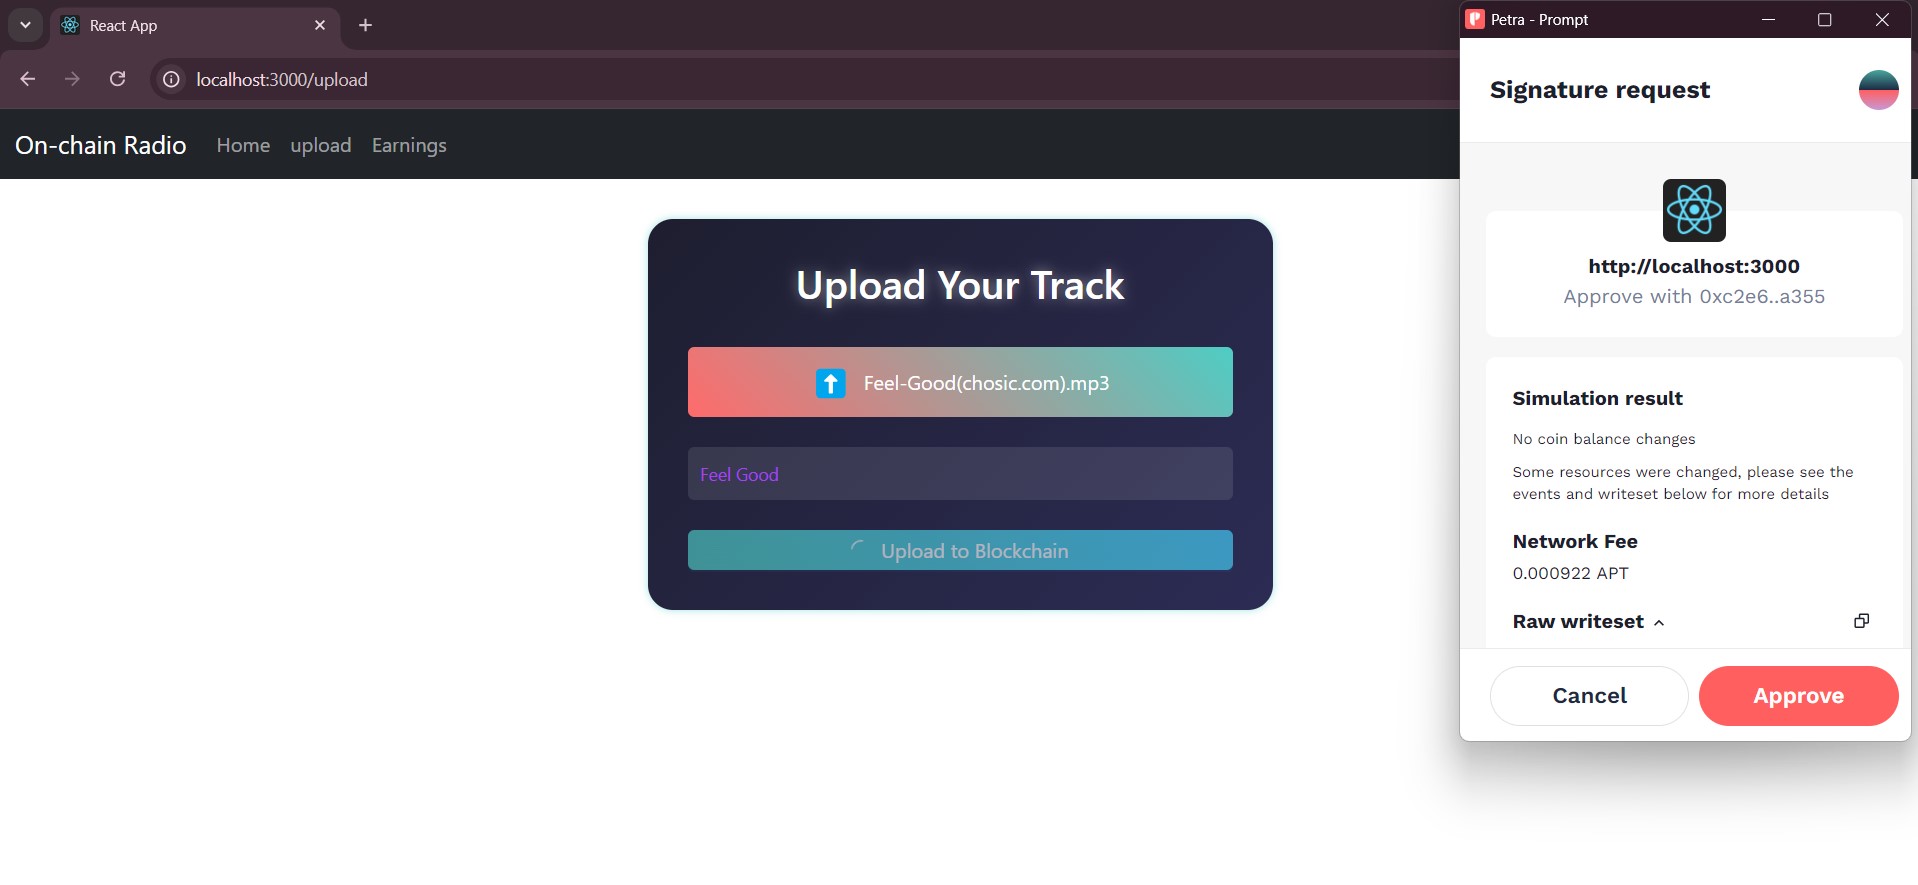 React App
localhost:3000/upload
On-chain Radio
Home
upload
Earnings
Upload Your Track
Feel-Good(chosic.com).mp3
Feel Good
Upload to Blockchain
Petra - Prompt
Signature request
http://localhost:3000
Approve with 0xc2e6..a355
Simulation result
No coin balance changes
Some resources were changed, please see the
events and writeset below for more details
Network Fee
0.000922 APT
Raw writeset
Cancel
Approve